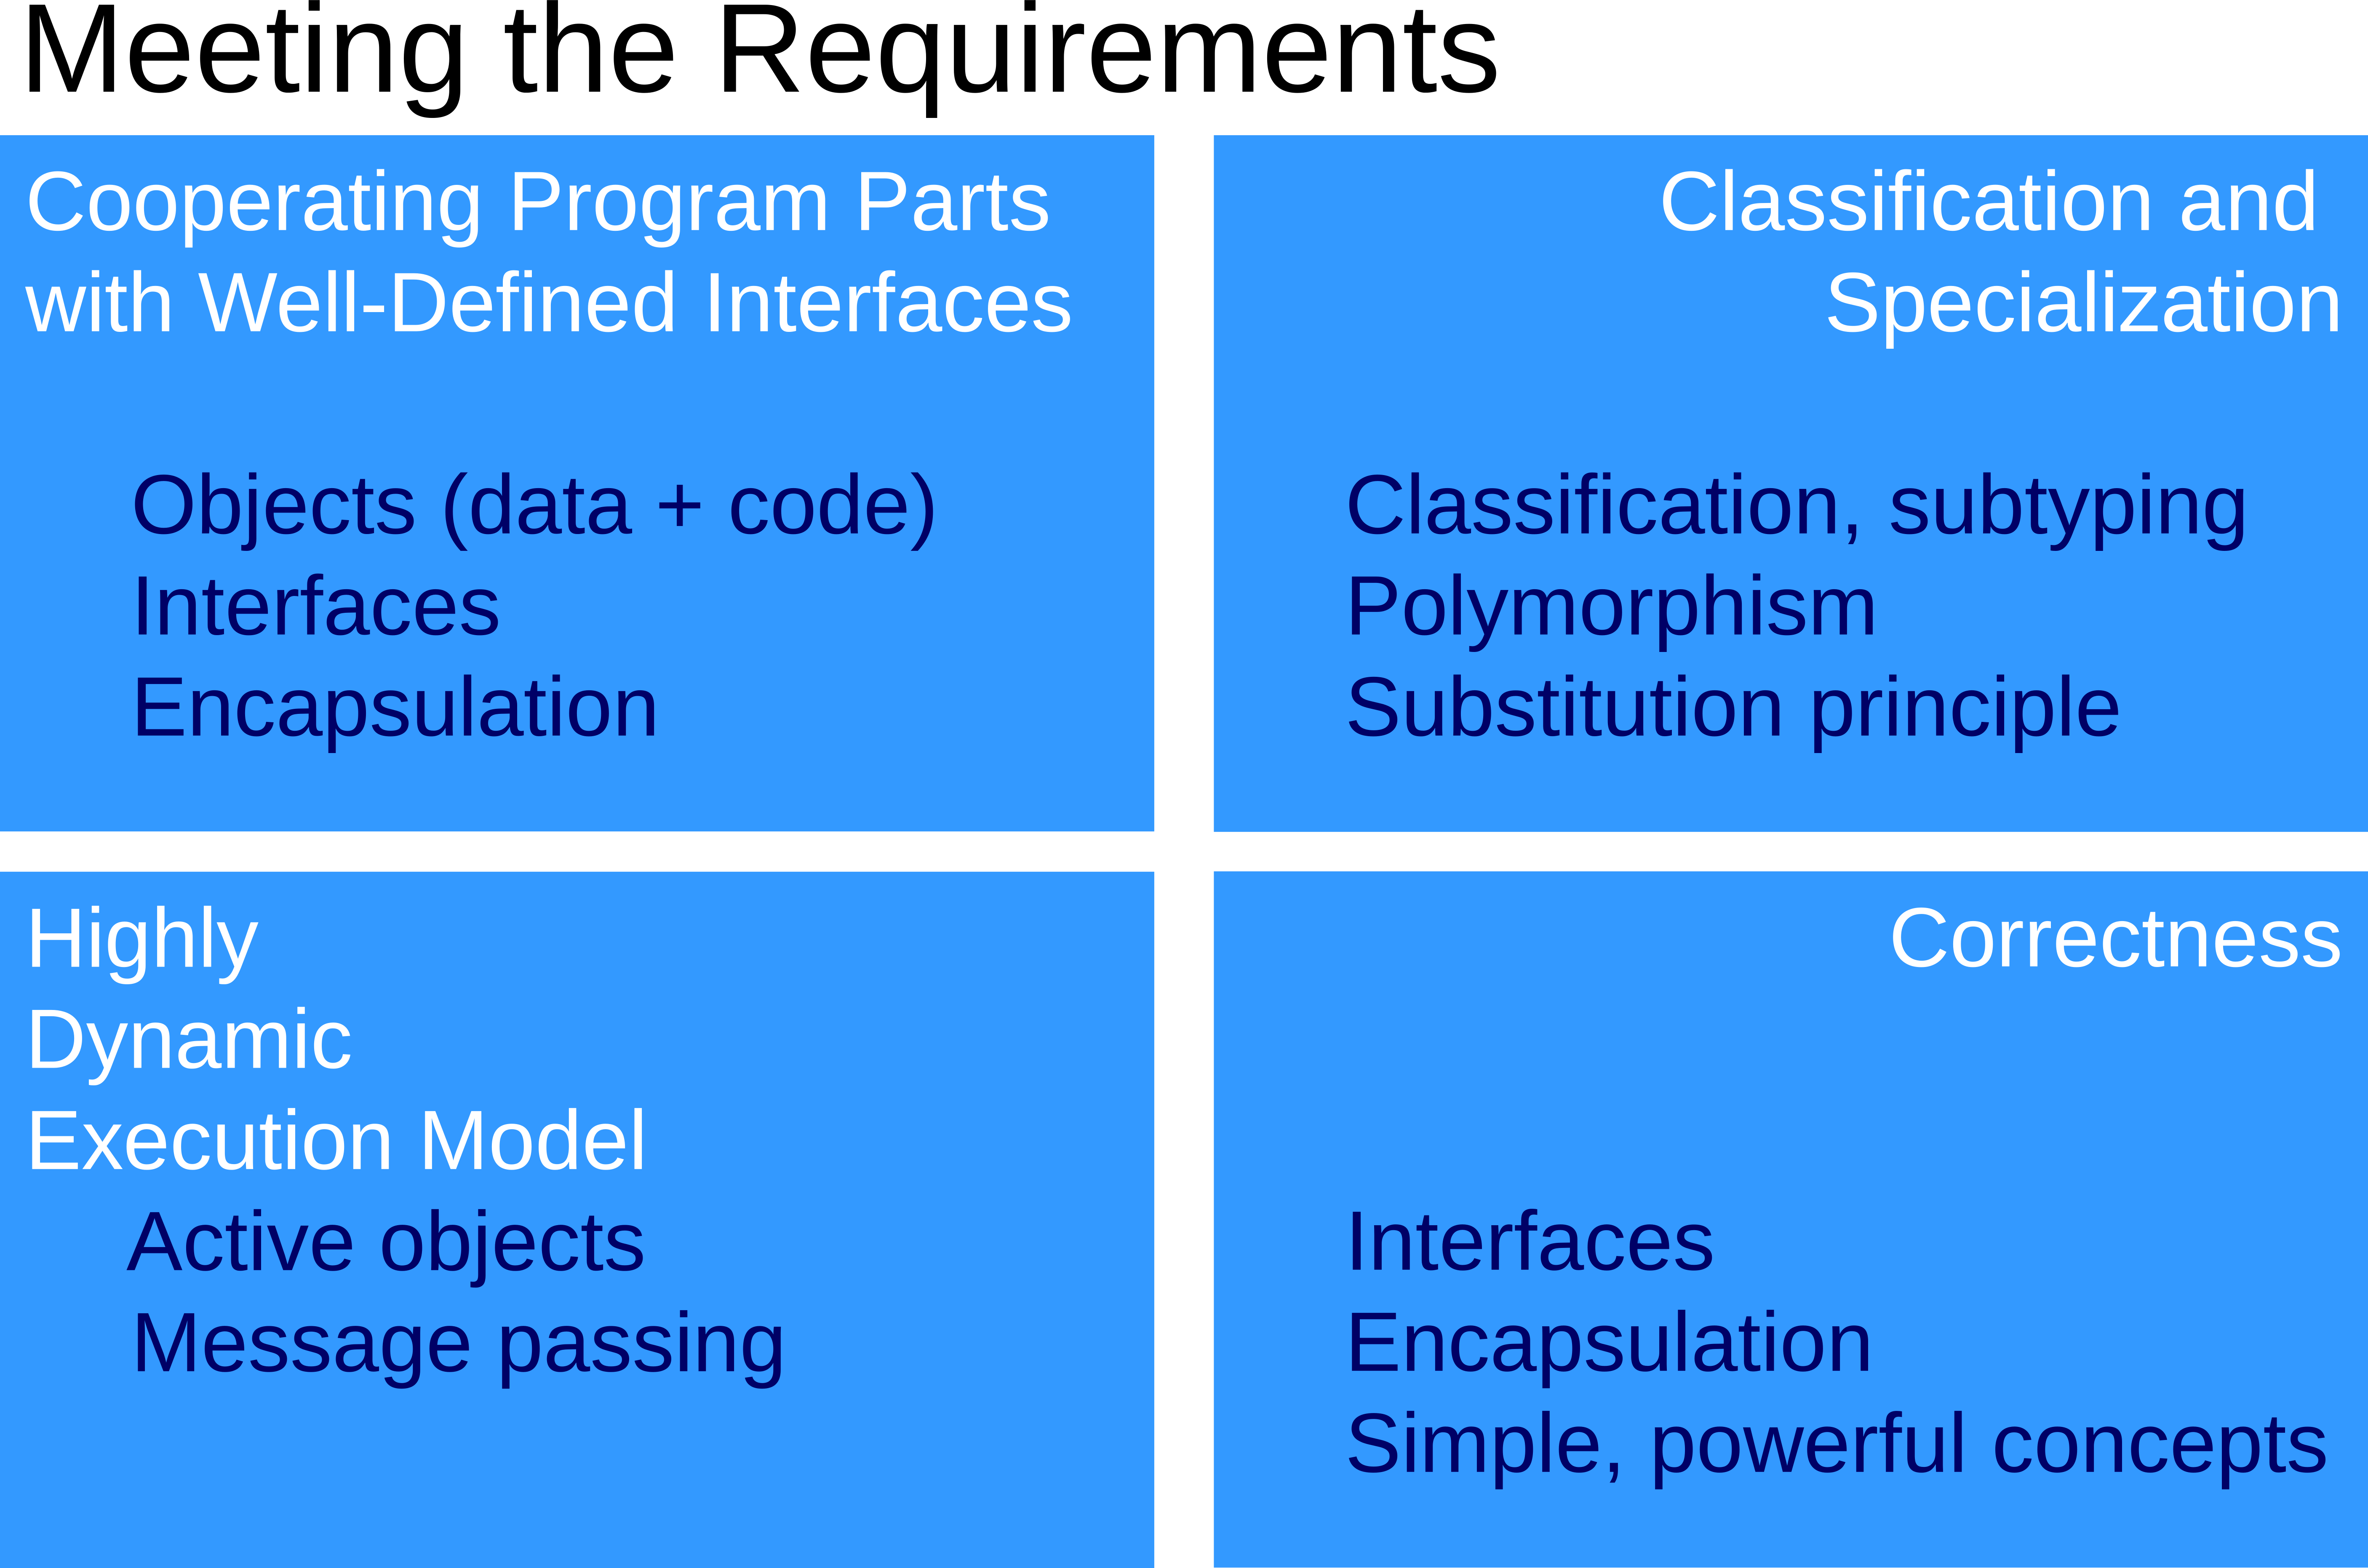 Meeting the Requirements
Cooperating Program Parts
with Well-Defined Interfaces
Objects (data + code)
Interfaces
Encapsulation
Classification and
Specialization
Classification, subtyping
Polymorphism
Substitution principle
Highly
Dynamic
Execution Model
Active objects
Message passing
Correctness
Interfaces
Encapsulation
Simple, powerful concepts